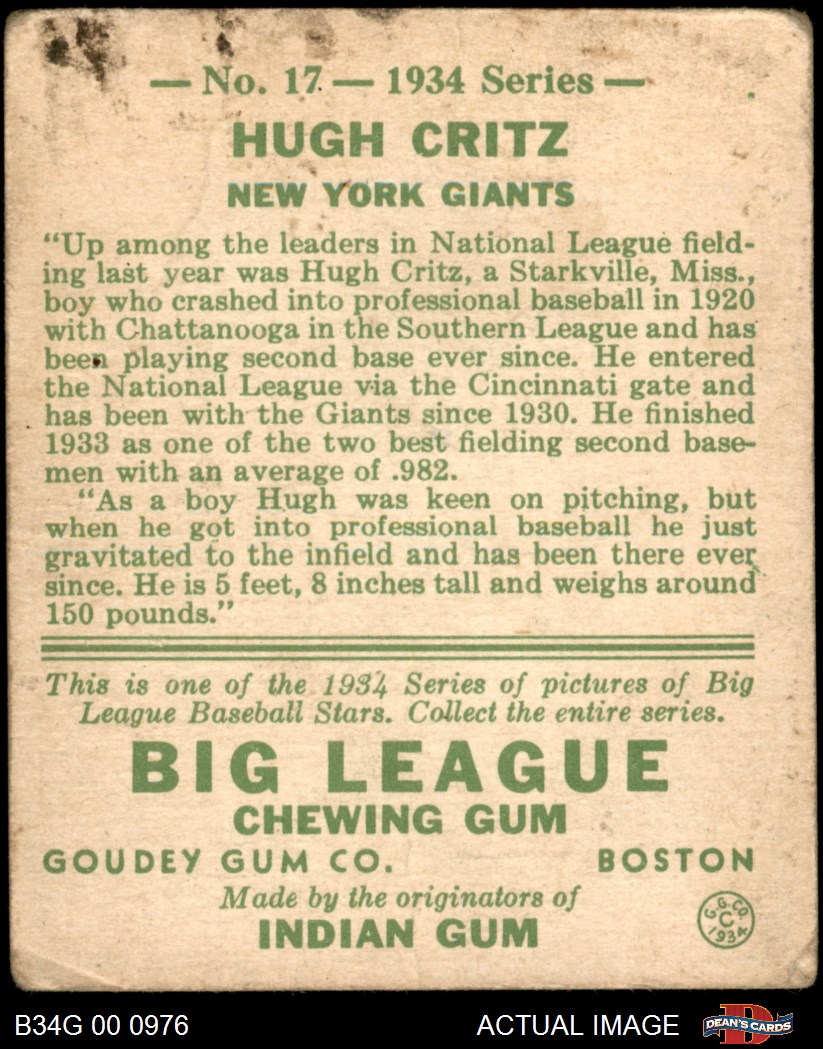 — No. 17 — 1934 Series —
HUGH CRITZ
NEW YORK GIANTS
“Up among the leaders in National League field-
ing last year was Hugh Critz, a Starkville, Miss.,
boy who crashed into professional baseball in 1920
with Chattanooga in the Southern League and has
been playing second base ever since. He entered
the National League via the Cincinnati gate and
has been with the Giants since 1930. He finished
1933 as one of the two best fielding second base-
men with an average of .982.
“As a boy Hugh was keen on pitching, but
when he got into professional baseball he just
gravitated to the infield and has been there ever
since. He is 5 feet, 8 inches tall and weighs around
150 pounds.”
This is one of the 1934 Series of pictures of Big
League Baseball Stars. Collect the entire series.
BIG LEAGUE
CHEWING GUM
GOUDEY GUM CO. BOSTON
Made by the originators of
INDIAN GUM
G.G.CO.
C
1934
B34G 00 0976 ACTUAL IMAGE D DEAN'S CARDS